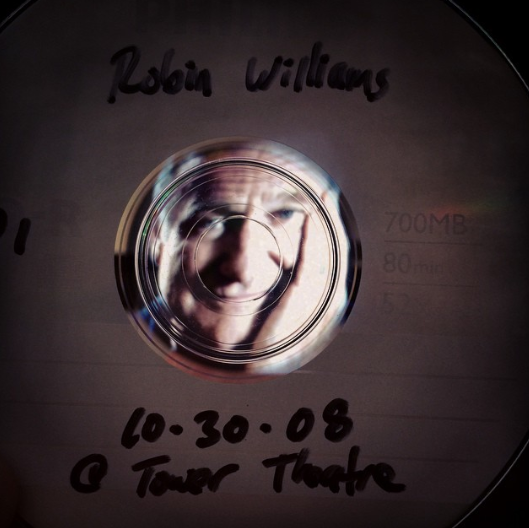 Robin Williams
700MB
80min
10.30.08
@ Tower Theatre